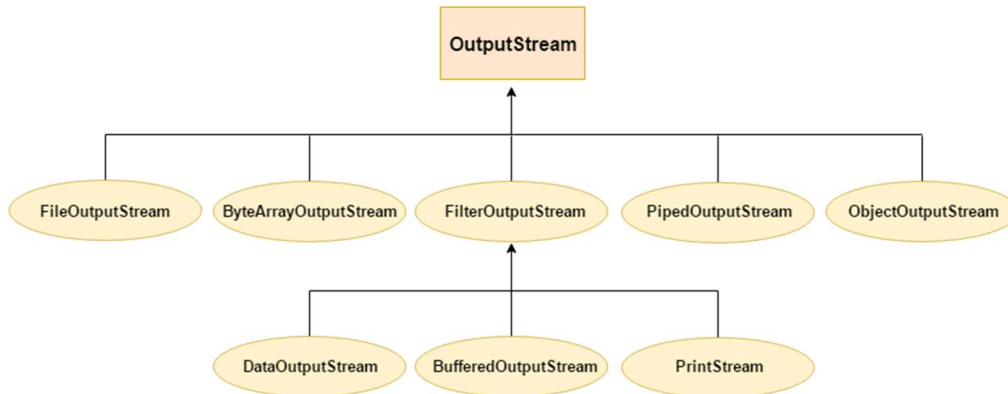 OutputStream
FileOutputStream
ByteArrayOutputStream
FilterOutputStream
PipedOutputStream
ObjectOutputStream
DataOutputStream
BufferedOutputStream
PrintStream